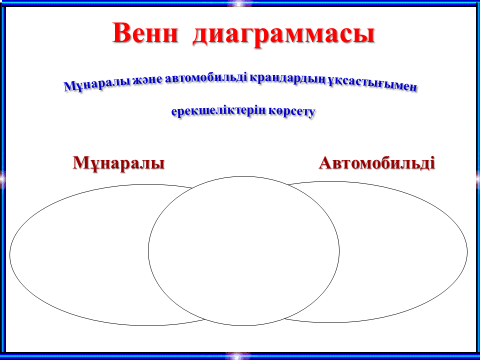 Венн диаграммасы
Мұнаралы және автомобильді крандардың ұқсастығымен
ерекшеліктерін көрсету
Мұнаралы
Автомобильді